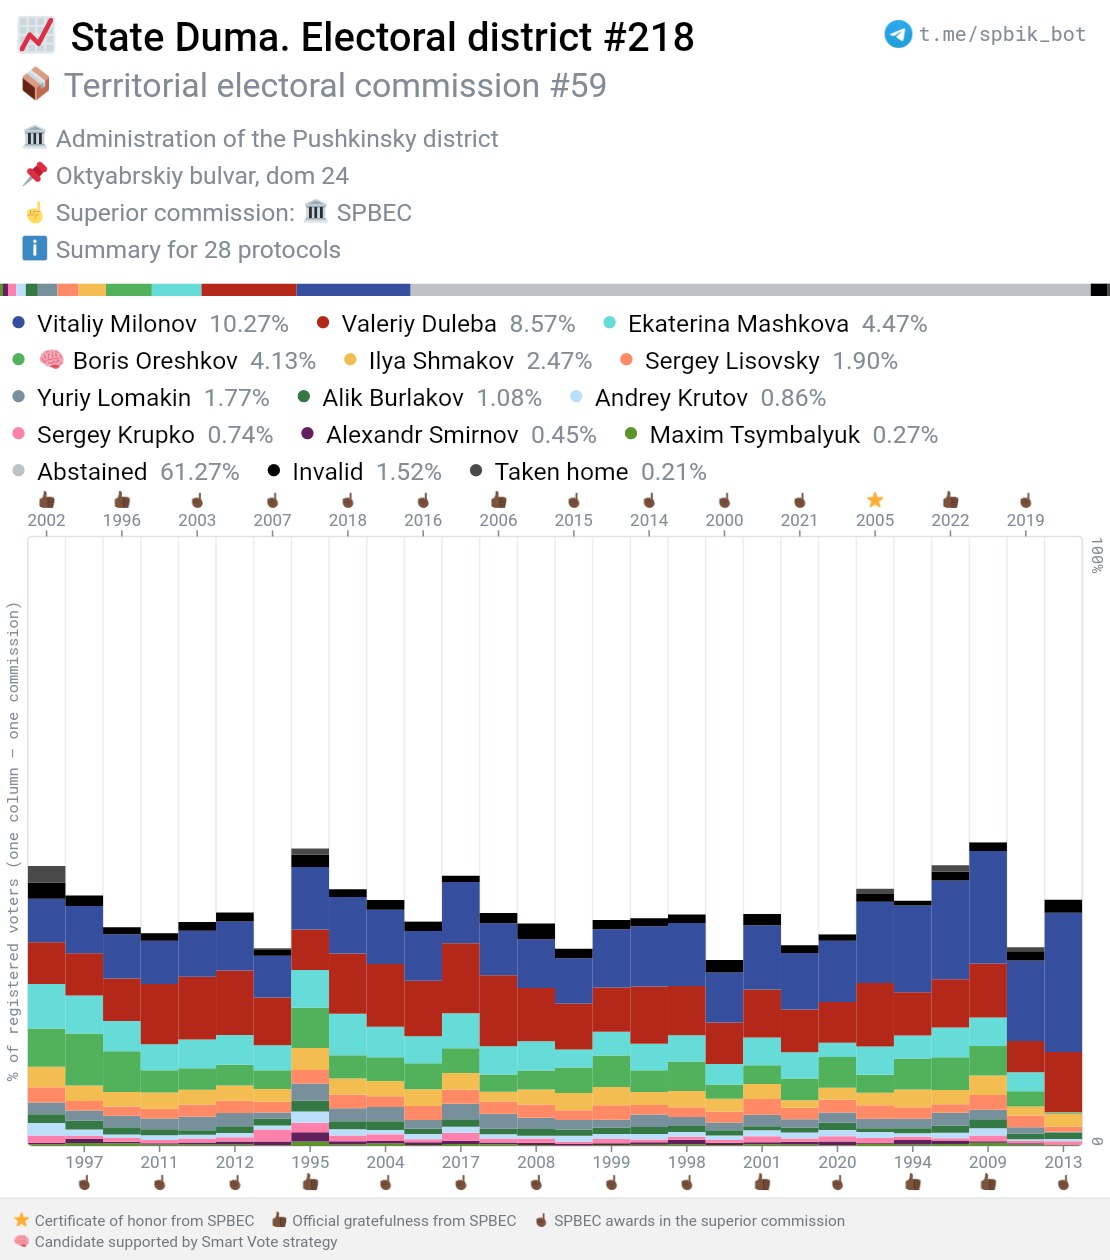 State Duma. Electoral district #218
t.me/spbik_bot
Territorial electoral commission #59
Administration of the Pushkinsky district
Oktyabrskiy bulvar, dom 24
Superior commission: SPBEC
Summary for 28 protocols
Vitaliy Milonov 10.27% Valeriy Duleba 8.57% Ekaterina Mashkova 4.47%
Boris Oreshkov 4.13% Ilya Shmakov 2.47% Sergey Lisovsky 1.90%
Yuriy Lomakin 1.77% Alik Burlakov 1.08% Andrey Krutov 0.86%
Sergey Krupko 0.74% Alexandr Smirnov 0.45% Maxim Tsymbalyuk 0.27%
Abstained 61.27% Invalid 1.52% Taken home 0.21%
2002 1996 2003 2007 2018 2016 2006 2015 2014 2000 2021 2005 2022 2019
100%
% of registered voters (one column – one commission)
0
1997 2011 2012 1995 2004 2017 2008 1999 1998 2001 2020 1994 2009 2013
Certificate of honor from SPBEC Official gratefulness from SPBEC SPBEC awards in the superior commission
Candidate supported by Smart Vote strategy